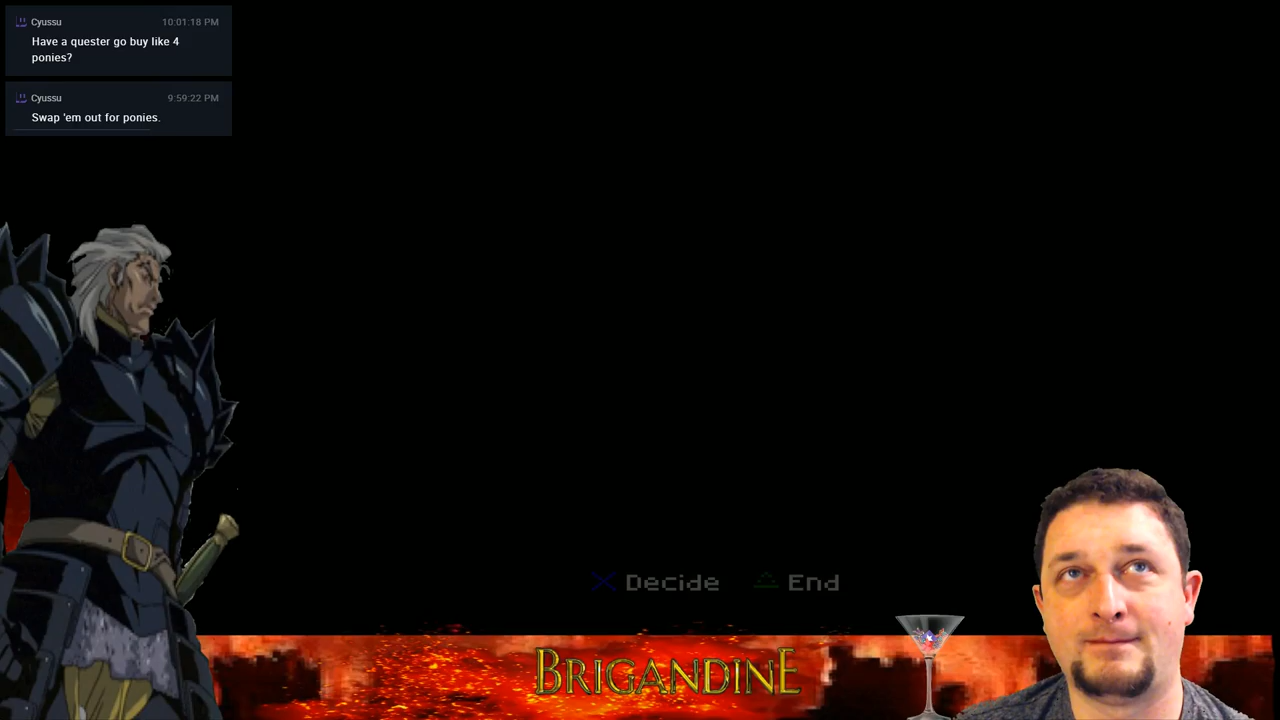 Cyussu 10:01:18 PM
Have a quester go buy like 4
ponies?
Cyussu 9:59:22 PM
Swap 'em out for ponies.
Decide End
BRIGANDINE